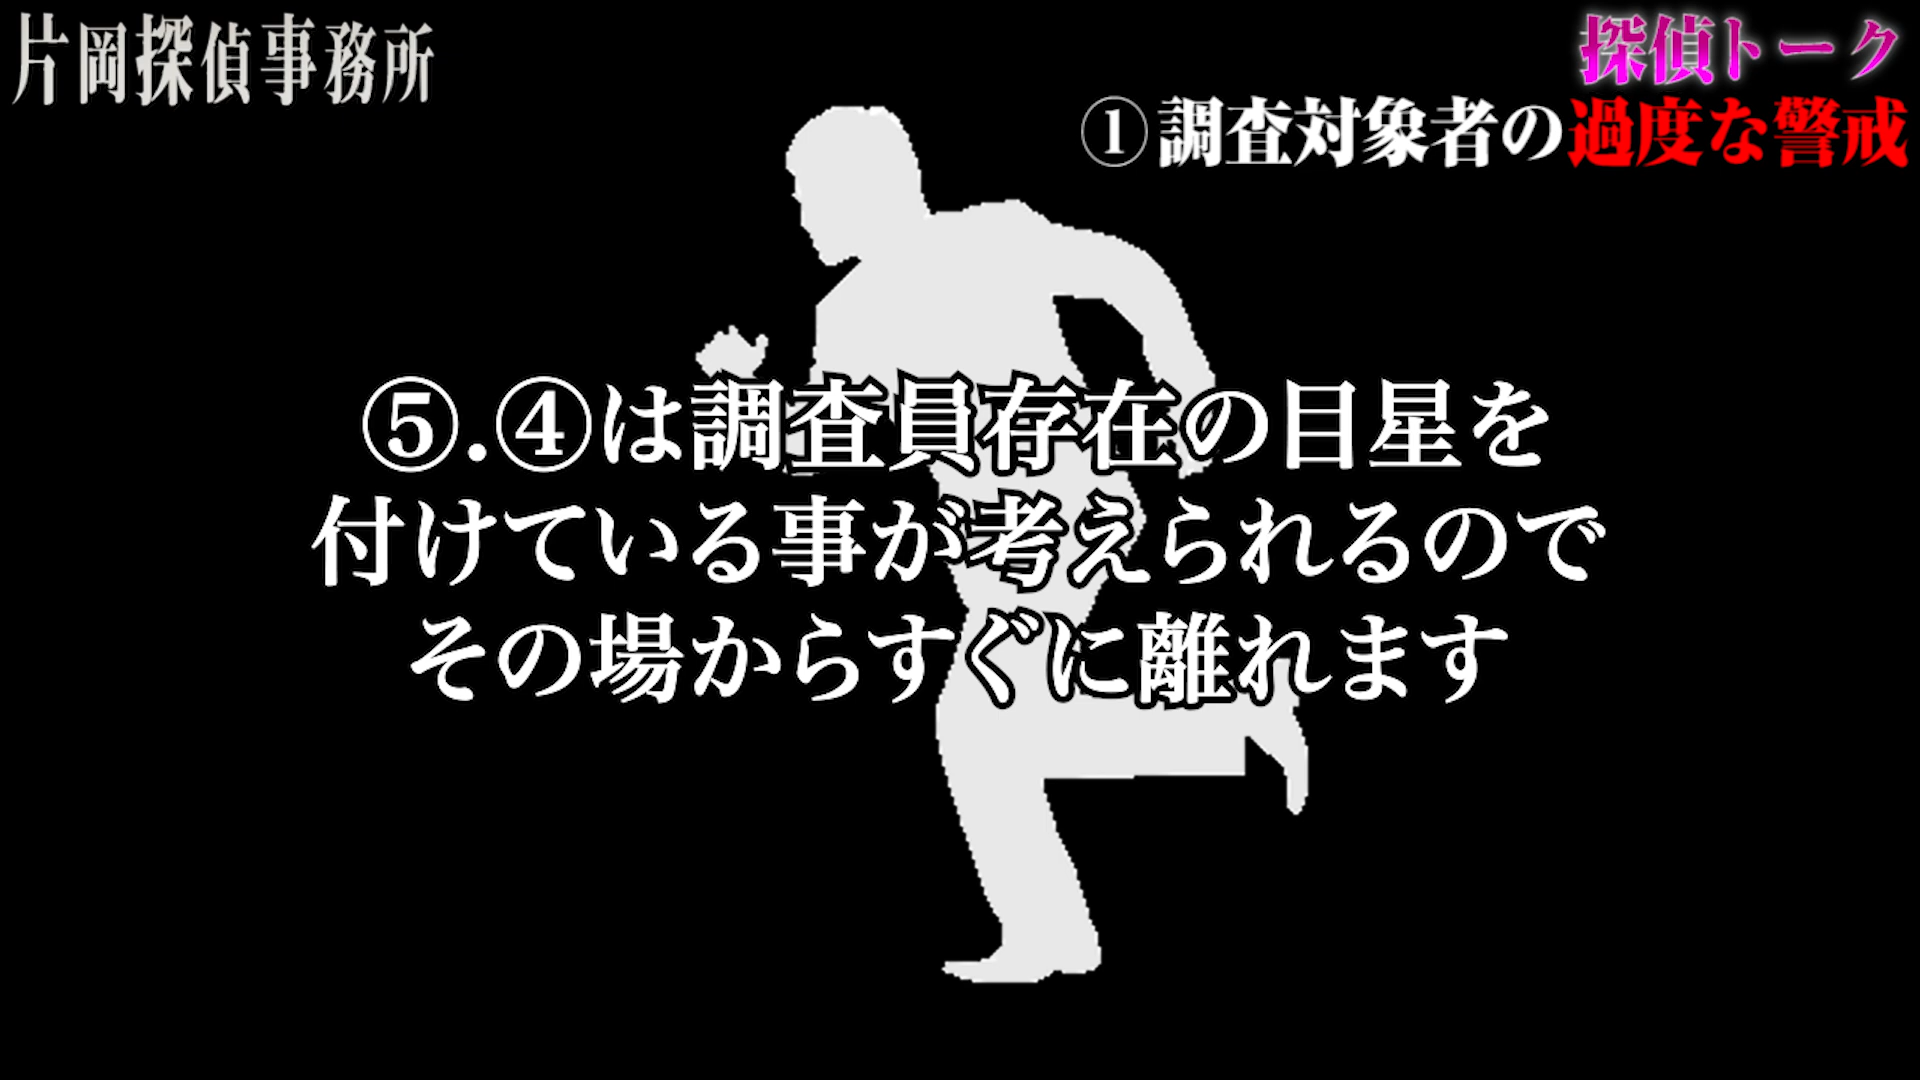 片岡探偵事務所
探偵トーク
①調査対象者の過度な警戒
⑤.④は調査員存在の目星を
付けている事が考えられるので
その場からすぐに離れます